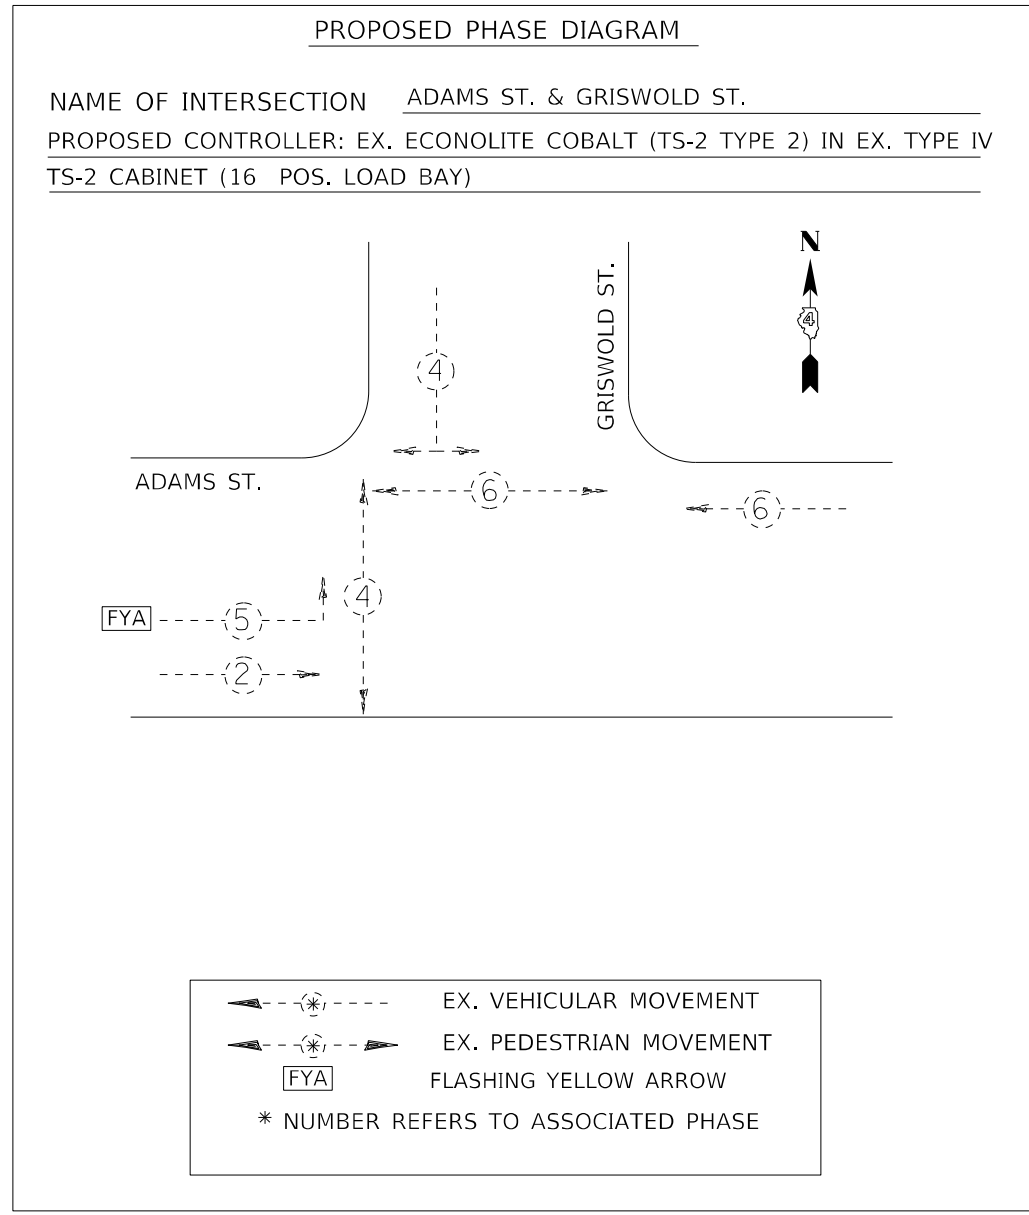 PROPOSED PHASE DIAGRAM
NAME OF INTERSECTION ADAMS ST. & GRISWOLD ST.
PROPOSED CONTROLLER: EX. ECONOLITE COBALT (TS-2 TYPE 2) IN EX. TYPE IV
TS-2 CABINET (16 POS. LOAD BAY)
N
4
GRISWOLD ST.
4
ADAMS ST.
6
6
4
FYA
5
2
* EX. VEHICULAR MOVEMENT
* EX. PEDESTRIAN MOVEMENT
FYA FLASHING YELLOW ARROW
* NUMBER REFERS TO ASSOCIATED PHASE